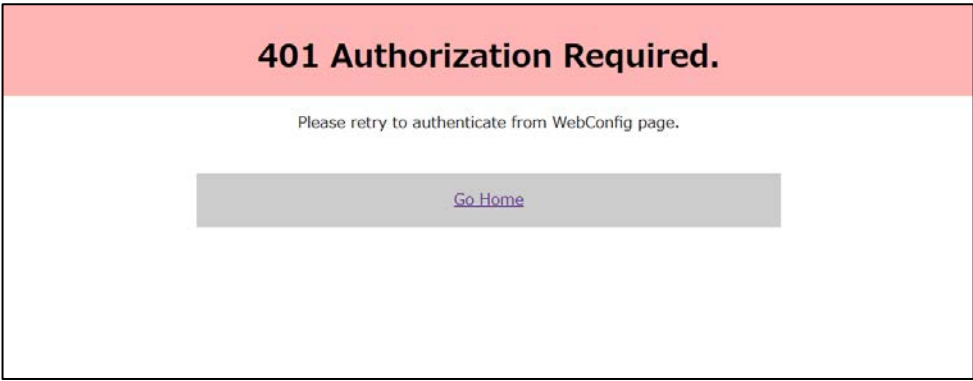 401 Authorization Required.
Please retry to authenticate from WebConfig page.
Go Home